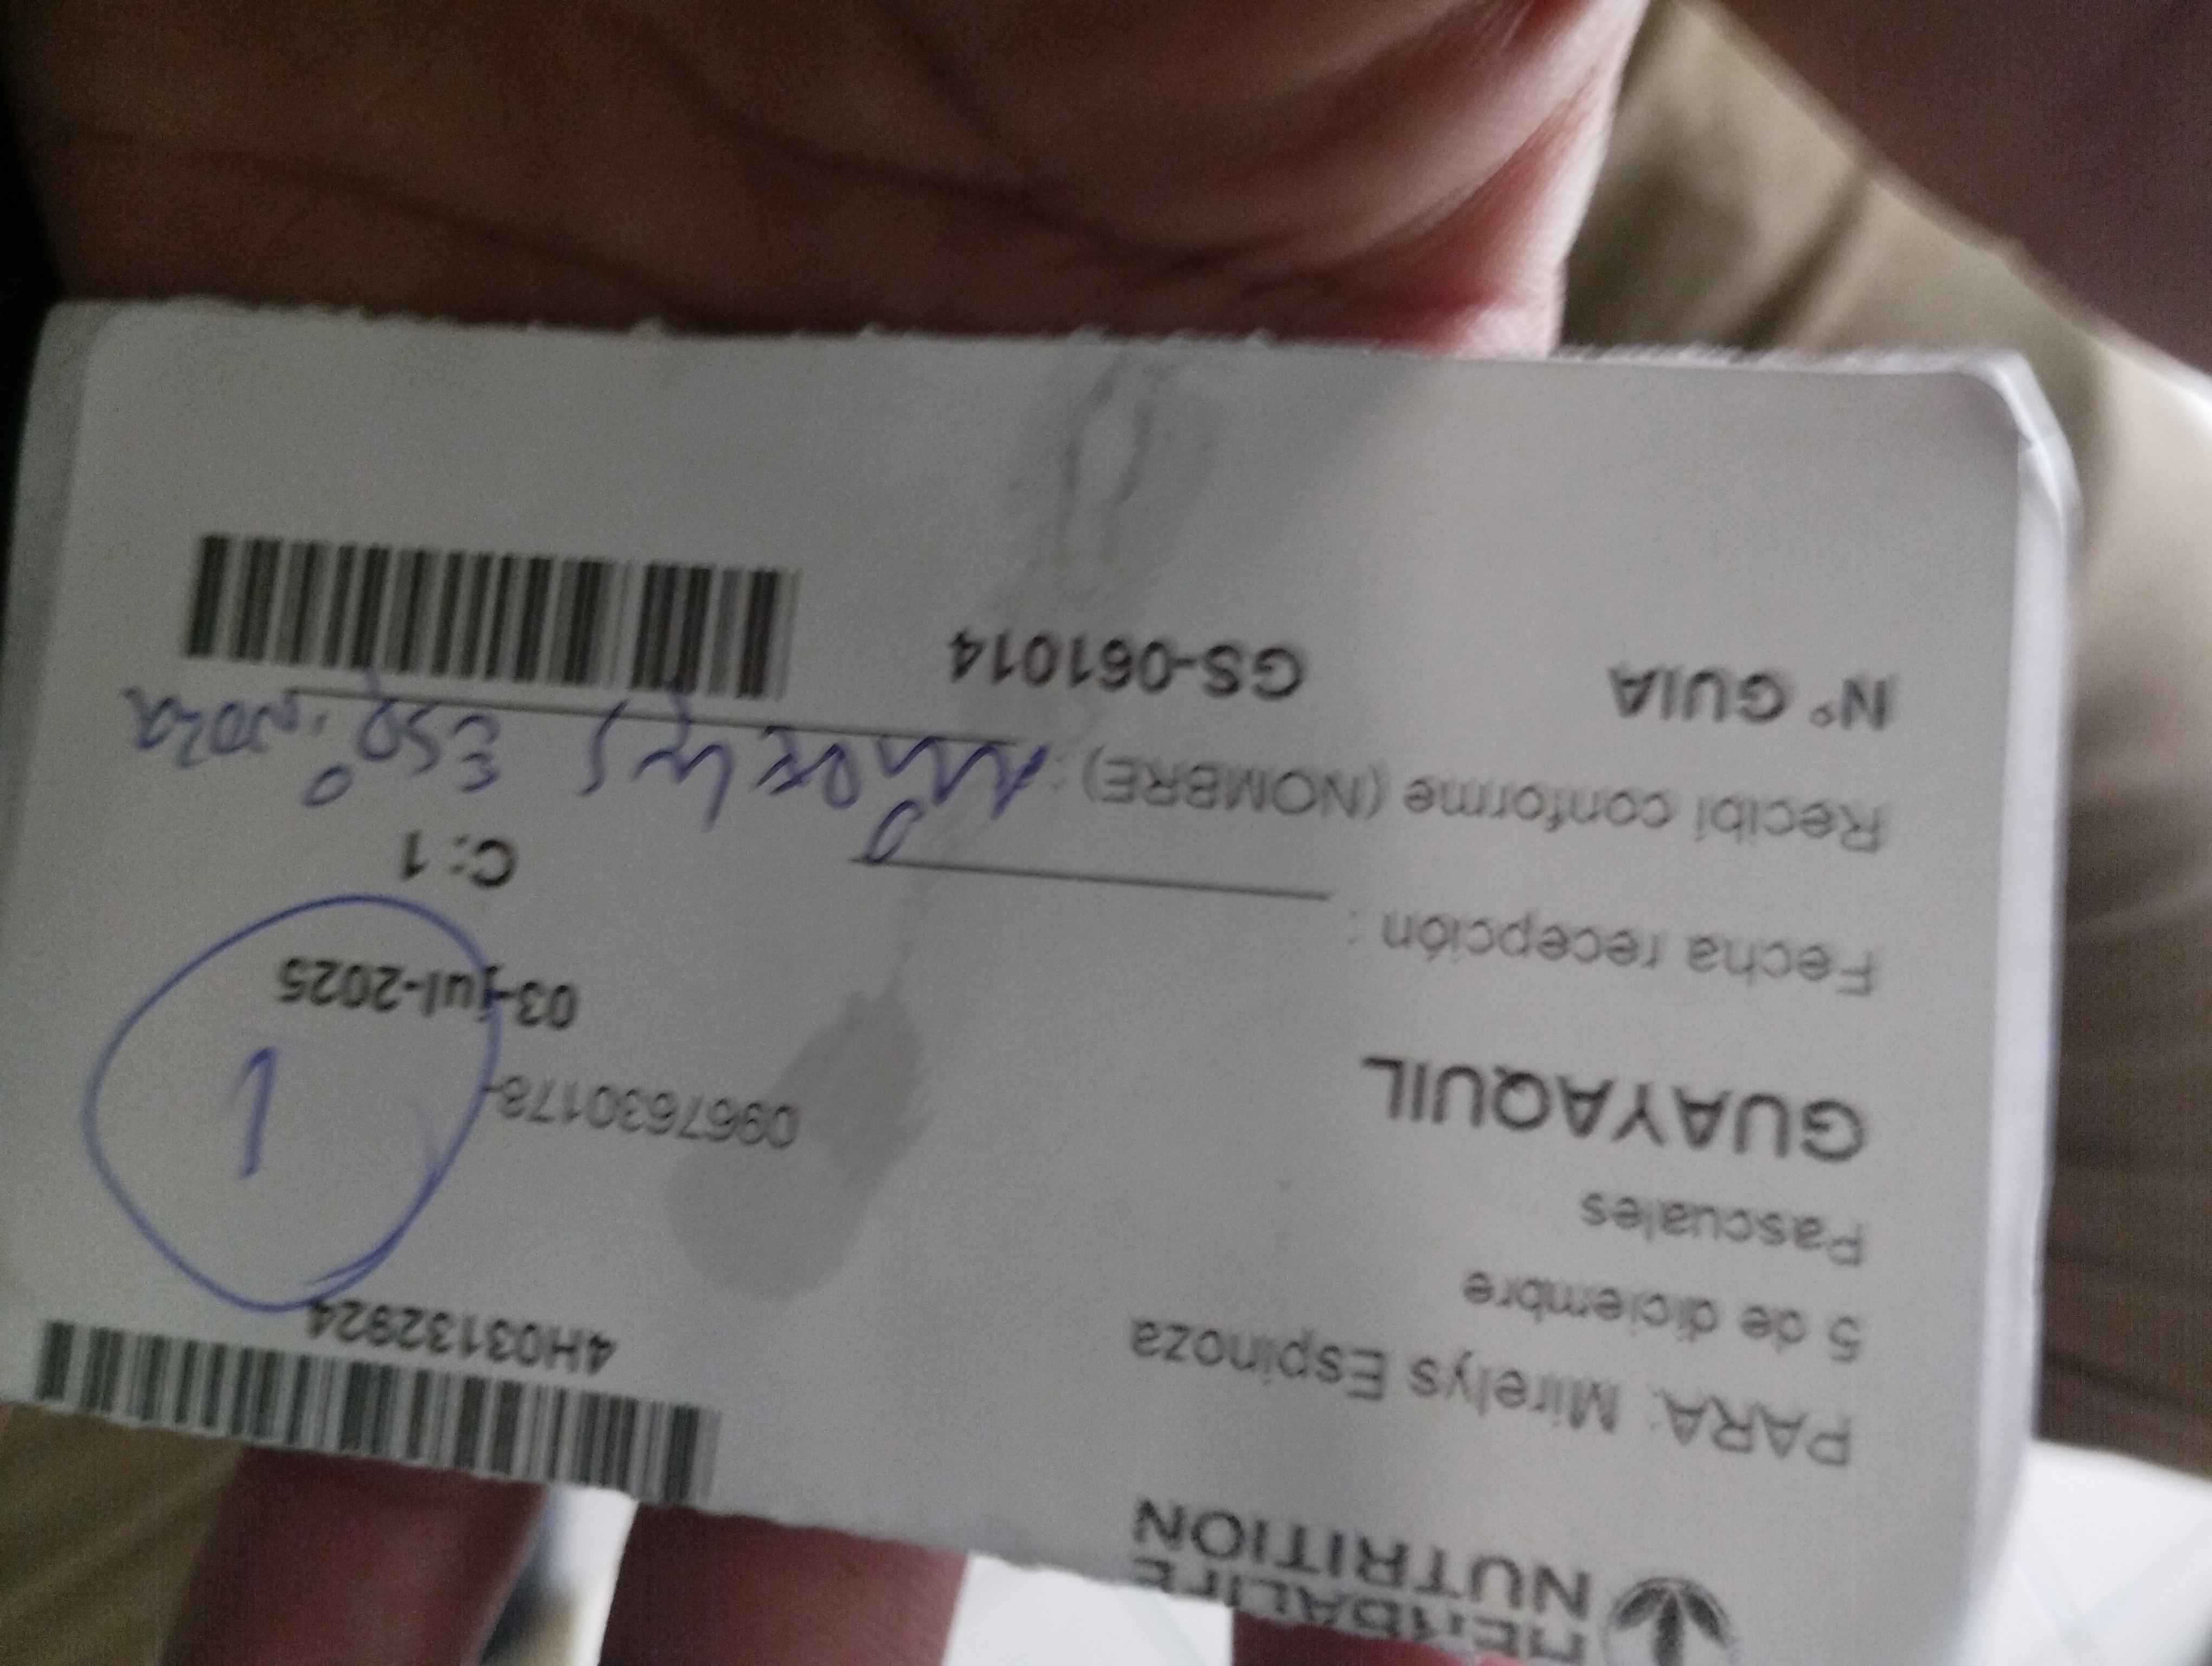 HERBALIFE
NUTRITION
4H03132924
PARA: Mirelys Espinoza
5 de diciembre
Pascuales
0967630178-
1
GUAYAQUIL
03-jul-2025
Fecha recepción :
C: 1
Recibí conforme (NOMBRE) : Mirelys Espinoza
N° GUIA GS-061014